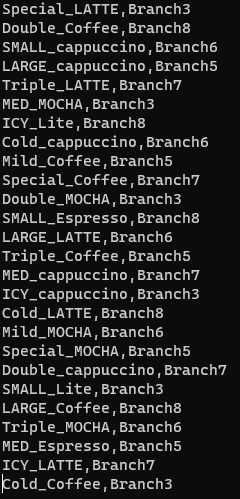 Special_LATTE,Branch3
Double_Coffee,Branch8
SMALL_cappuccino,Branch6
LARGE_cappuccino,Branch5
Triple_LATTE,Branch7
MED_MOCHA,Branch3
ICY_Lite,Branch8
Cold_cappuccino,Branch6
Mild_Coffee,Branch5
Special_Coffee,Branch7
Double_MOCHA,Branch3
SMALL_Espresso,Branch8
LARGE_LATTE,Branch6
Triple_Coffee,Branch5
MED_cappuccino,Branch7
ICY_cappuccino,Branch3
Cold_LATTE,Branch8
Mild_MOCHA,Branch6
Special_MOCHA,Branch5
Double_cappuccino,Branch7
SMALL_Lite,Branch3
LARGE_Coffee,Branch8
Triple_MOCHA,Branch6
MED_Espresso,Branch5
ICY_LATTE,Branch7
Cold_Coffee,Branch3